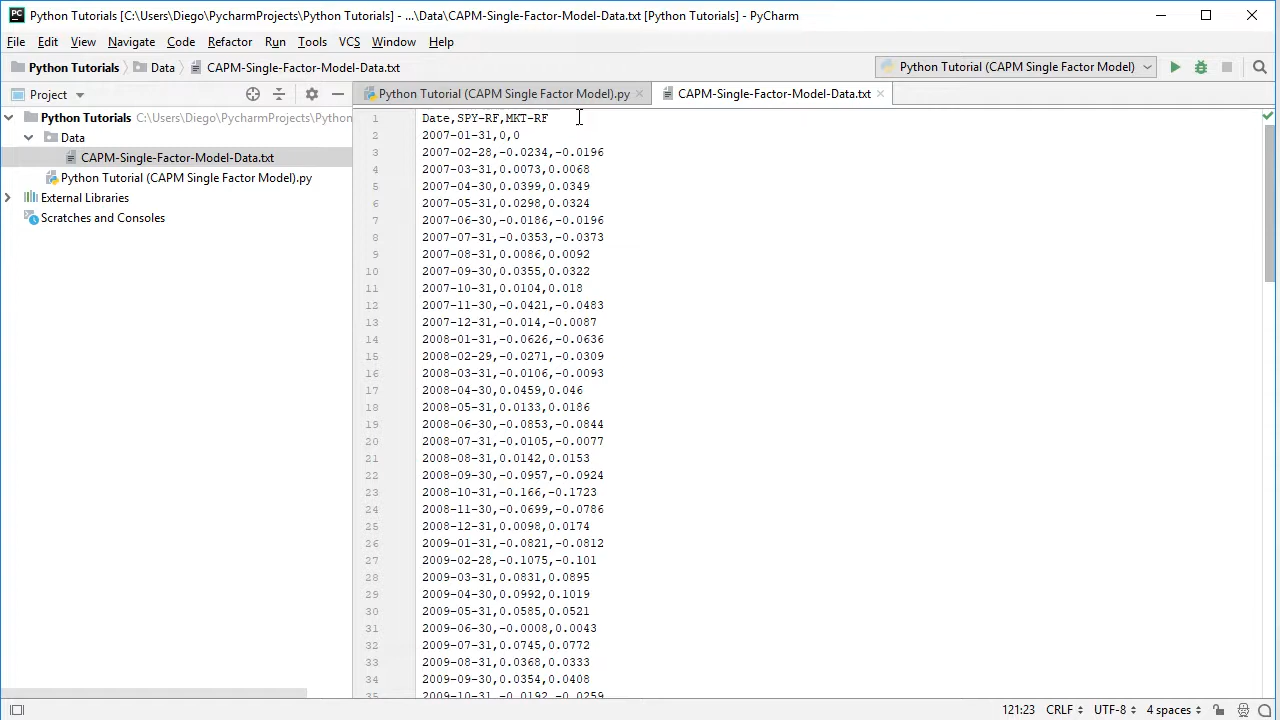 Python Tutorials [C:\Users\Diego\PycharmProjects\Python Tutorials] - ...\Data\CAPM-Single-Factor-Model-Data.txt [Python Tutorials] - PyCharm
File Edit View Navigate Code Refactor Run Tools VCS Window Help
Python Tutorials Data CAPM-Single-Factor-Model-Data.txt Python Tutorial (CAPM Single Factor Model)
Project
Python Tutorial (CAPM Single Factor Model).py CAPM-Single-Factor-Model-Data.txt
Python Tutorials C:\Users\Diego\PycharmProjects\Python
Data
CAPM-Single-Factor-Model-Data.txt
Python Tutorial (CAPM Single Factor Model).py
External Libraries
Scratches and Consoles
1 Date,SPY-RF,MKT-RF
2 2007-01-31,0,0
3 2007-02-28,-0.0234,-0.0196
4 2007-03-31,0.0073,0.0068
5 2007-04-30,0.0399,0.0349
6 2007-05-31,0.0298,0.0324
7 2007-06-30,-0.0186,-0.0196
8 2007-07-31,-0.0353,-0.0373
9 2007-08-31,0.0086,0.0092
10 2007-09-30,0.0355,0.0322
11 2007-10-31,0.0104,0.018
12 2007-11-30,-0.0421,-0.0483
13 2007-12-31,-0.014,-0.0087
14 2008-01-31,-0.0626,-0.0636
15 2008-02-29,-0.0271,-0.0309
16 2008-03-31,-0.0106,-0.0093
17 2008-04-30,0.0459,0.046
18 2008-05-31,0.0133,0.0186
19 2008-06-30,-0.0853,-0.0844
20 2008-07-31,-0.0105,-0.0077
21 2008-08-31,0.0142,0.0153
22 2008-09-30,-0.0957,-0.0924
23 2008-10-31,-0.166,-0.1723
24 2008-11-30,-0.0699,-0.0786
25 2008-12-31,0.0098,0.0174
26 2009-01-31,-0.0821,-0.0812
27 2009-02-28,-0.1075,-0.101
28 2009-03-31,0.0831,0.0895
29 2009-04-30,0.0992,0.1019
30 2009-05-31,0.0585,0.0521
31 2009-06-30,-0.0008,0.0043
32 2009-07-31,0.0745,0.0772
33 2009-08-31,0.0368,0.0333
34 2009-09-30,0.0354,0.0408
35 2009-10-31,-0.0192,-0.0259
121:23 CRLF UTF-8 4 spaces